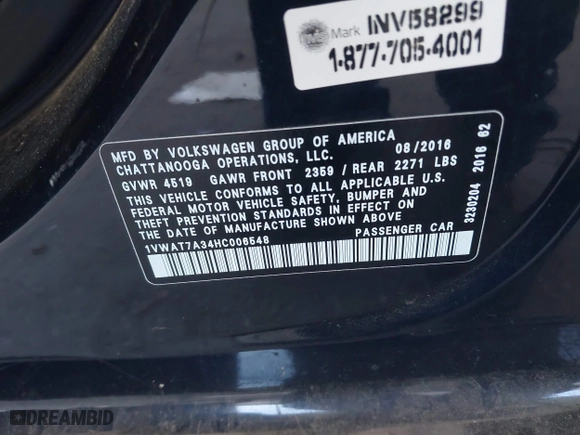 Mark INV58299
1-877-705-4001
MFD BY VOLKSWAGEN GROUP OF AMERICA
CHATTANOOGA OPERATIONS, LLC. 08/2016
GVWR 4519 GAWR FRONT 2359 / REAR 2271 LBS
THIS VEHICLE CONFORMS TO ALL APPLICABLE U.S.
FEDERAL MOTOR VEHICLE SAFETY, BUMPER AND
THEFT PREVENTION STANDARDS IN EFFECT ON
THE DATE OF MANUFACTURE SHOWN ABOVE
1VWAT7A34HC006548 PASSENGER CAR
3230204 2016 62
DREAMBID